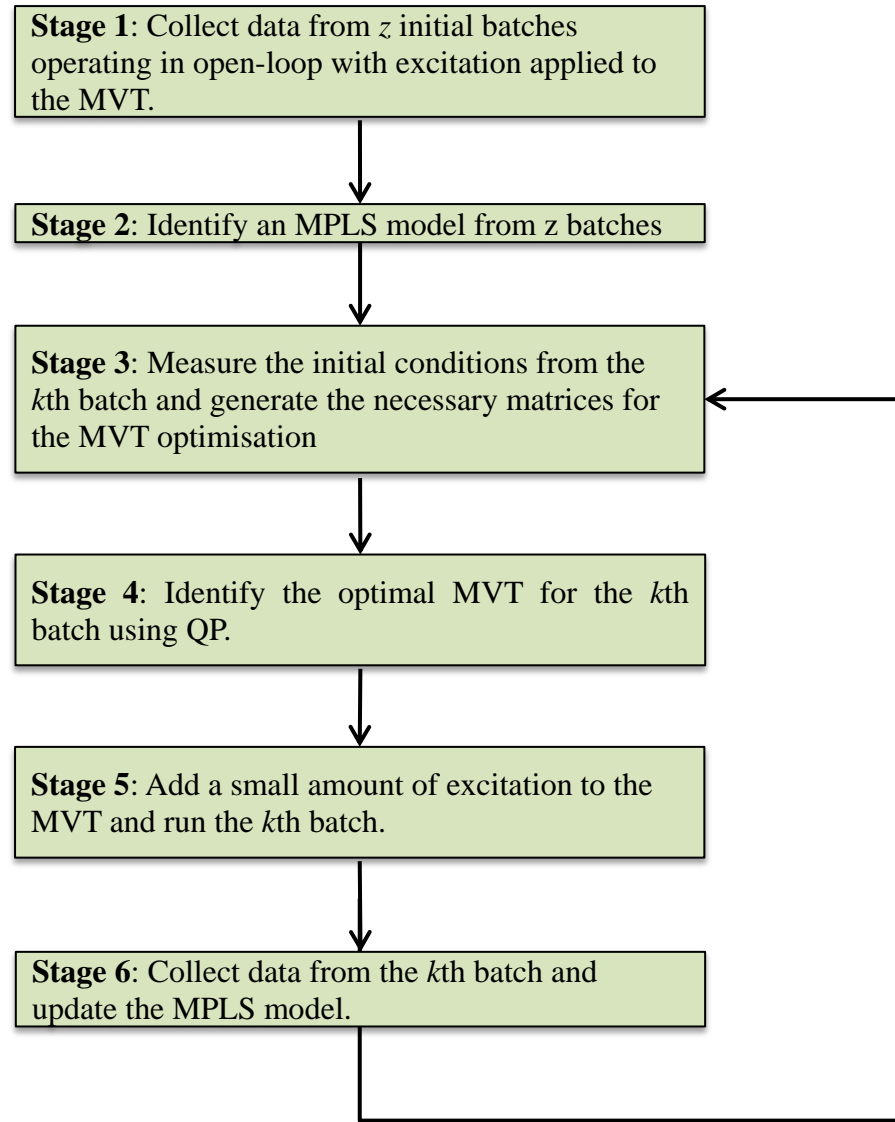 Stage 1: Collect data from z initial batches
operating in open-loop with excitation applied to
the MVT.
Stage 2: Identify an MPLS model from z batches
Stage 3: Measure the initial conditions from the
kth batch and generate the necessary matrices for
the MVT optimisation
Stage 4: Identify the optimal MVT for the kth
batch using QP.
Stage 5: Add a small amount of excitation to the
MVT and run the kth batch.
Stage 6: Collect data from the kth batch and
update the MPLS model.